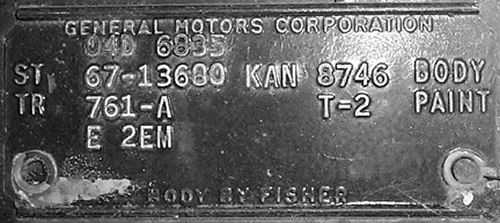 GENERAL MOTORS CORPORATION
04D 6835
ST 67-13680 KAN 8746 BODY
TR 761-A T-2 PAINT
E 2EM
BODY BY FISHER